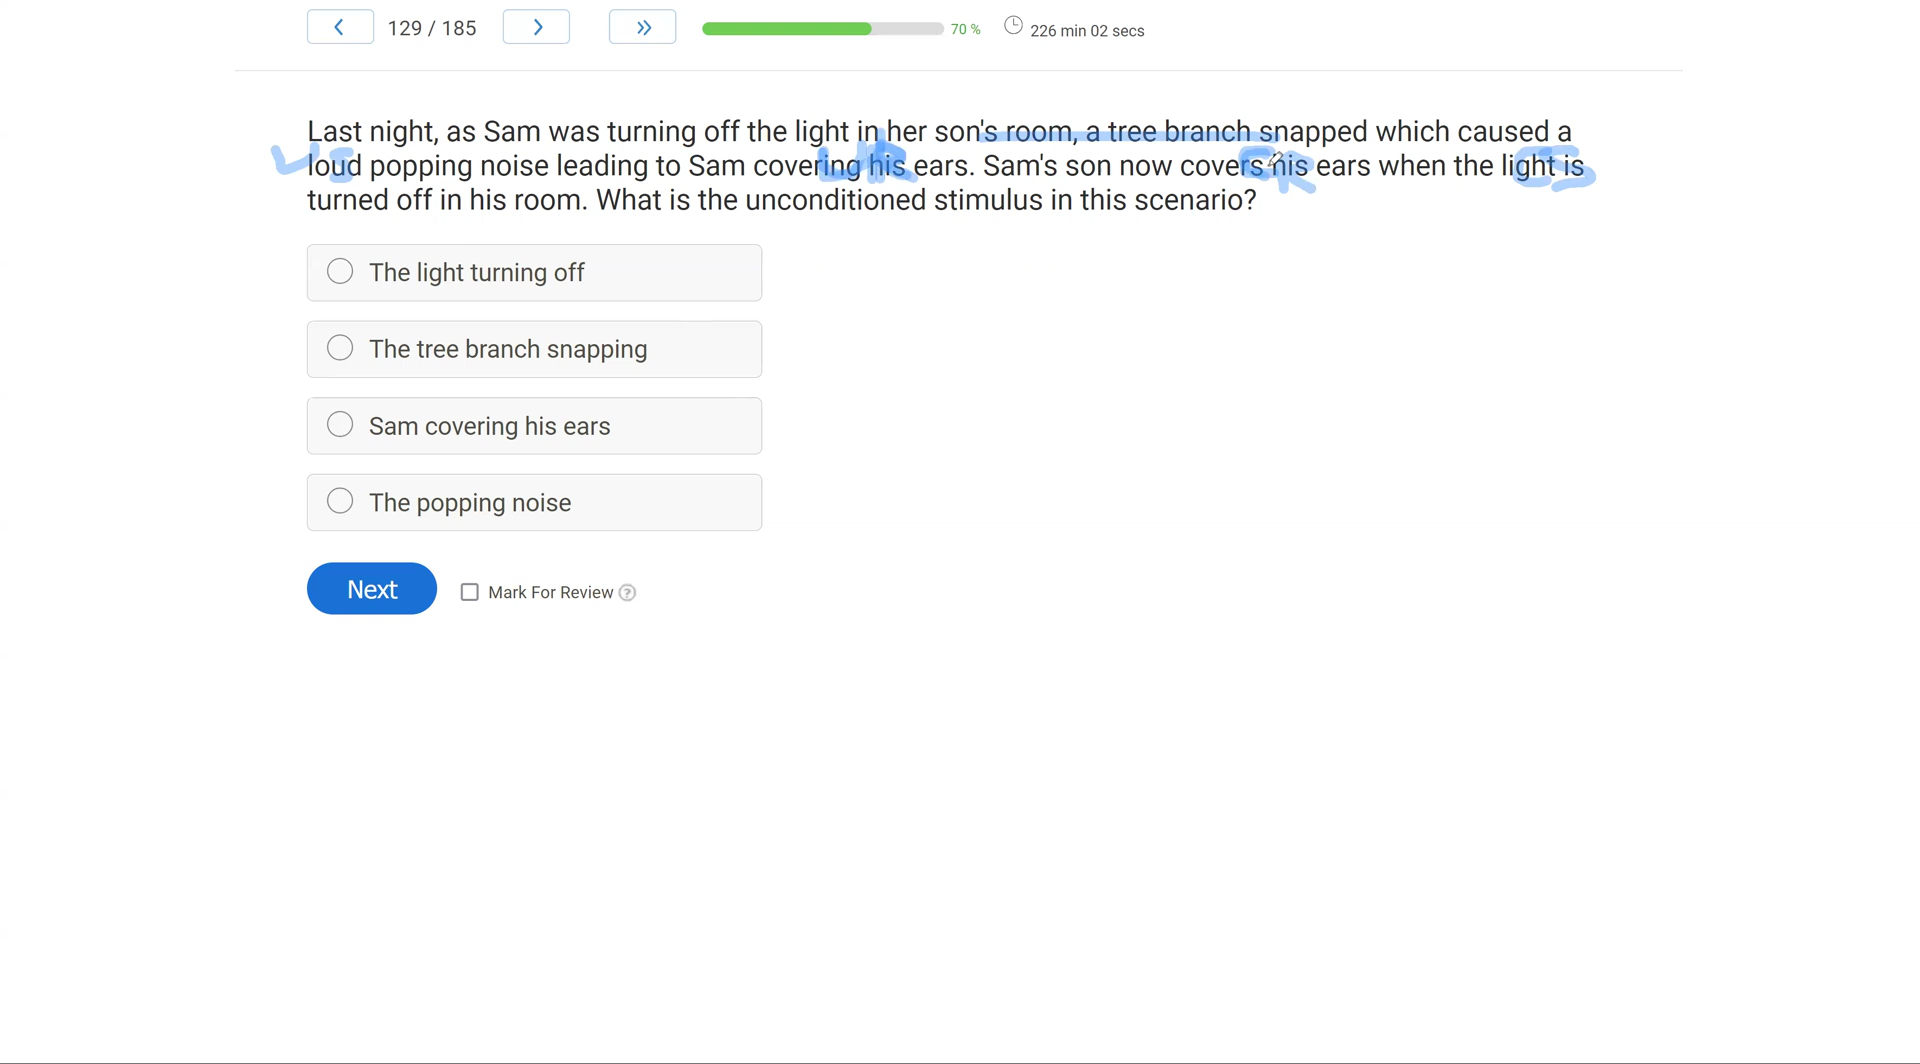 129 / 185
70 %
226 min 02 secs
Last night, as Sam was turning off the light in her son's room, a tree branch snapped which caused a
loud popping noise leading to Sam covering his ears. Sam's son now covers his ears when the light is
turned off in his room. What is the unconditioned stimulus in this scenario?
The light turning off
The tree branch snapping
Sam covering his ears
The popping noise
Next
Mark For Review ?